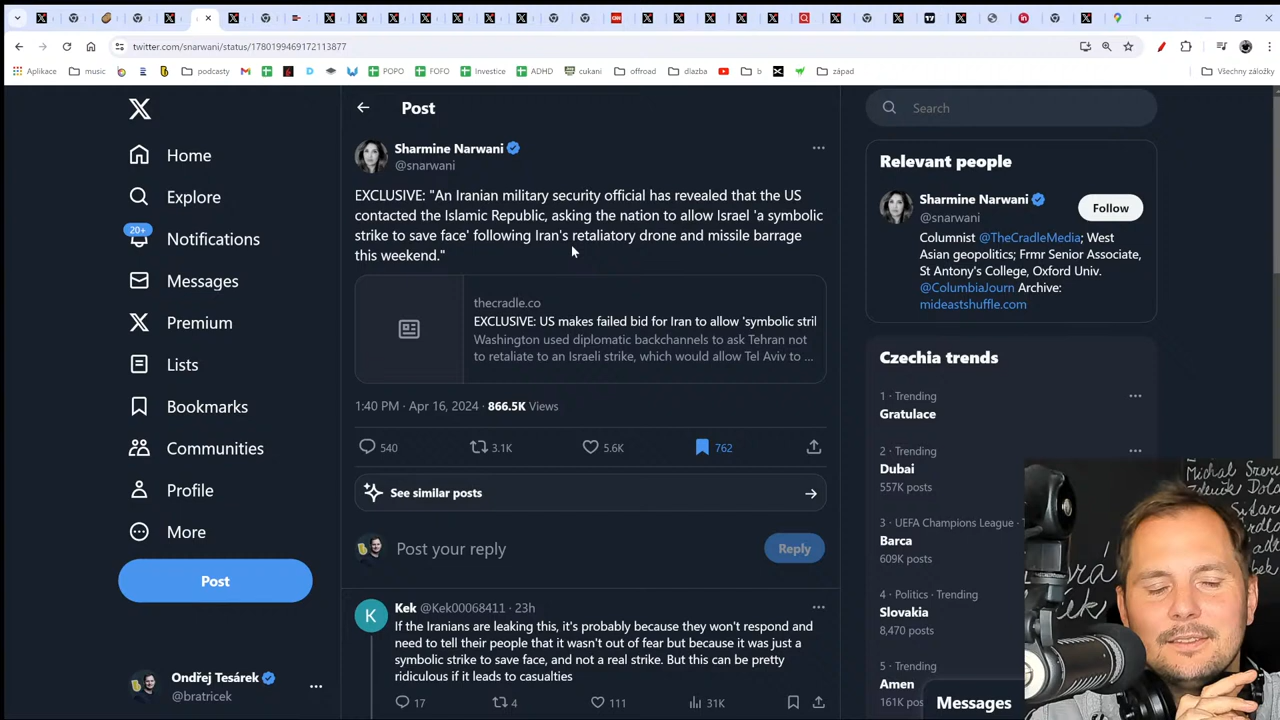 twitter.com/snarwani/status/1780199469172113877
Aplikace
music
podcasty
POPO
FOFO
Investice
ADHD
cukani
offroad
dlazba
b
západ
Všechny záložky
Home
Explore
20+
Notifications
Messages
Premium
Lists
Bookmarks
Communities
Profile
More
Post
Ondřej Tesárek
@bratricek
Post
Sharmine Narwani
@snarwani
EXCLUSIVE: "An Iranian military security official has revealed that the US
contacted the Islamic Republic, asking the nation to allow Israel 'a symbolic
strike to save face' following Iran's retaliatory drone and missile barrage
this weekend."
thecradle.co
EXCLUSIVE: US makes failed bid for Iran to allow 'symbolic stri
Washington used diplomatic backchannels to ask Tehran not
to retaliate to an Israeli strike, which would allow Tel Aviv to ...
1:40 PM · Apr 16, 2024 · 866.5K Views
540 3.1K 5.6K 762
See similar posts
Post your reply
Reply
K
Kek @Kek00068411 · 23h
If the Iranians are leaking this, it's probably because they won't respond and
need to tell their people that it wasn't out of fear but because it was just a
symbolic strike to save face, and not a real strike. But this can be pretty
ridiculous if it leads to casualties
17 4 111 31K
Search
Relevant people
Sharmine Narwani
@snarwani
Follow
Columnist @TheCradleMedia; West
Asian geopolitics; Frmr Senior Associate,
St Antony's College, Oxford Univ.
@ColumbiaJourn Archive:
mideastshuffle.com
Czechia trends
1 · Trending
Gratulace
2 · Trending
Dubai
557K posts
3 · UEFA Champions League ·
Barca
609K posts
4 · Politics · Trending
Slovakia
8,470 posts
5 · Trending
Amen
161K pos
Messages
Michal